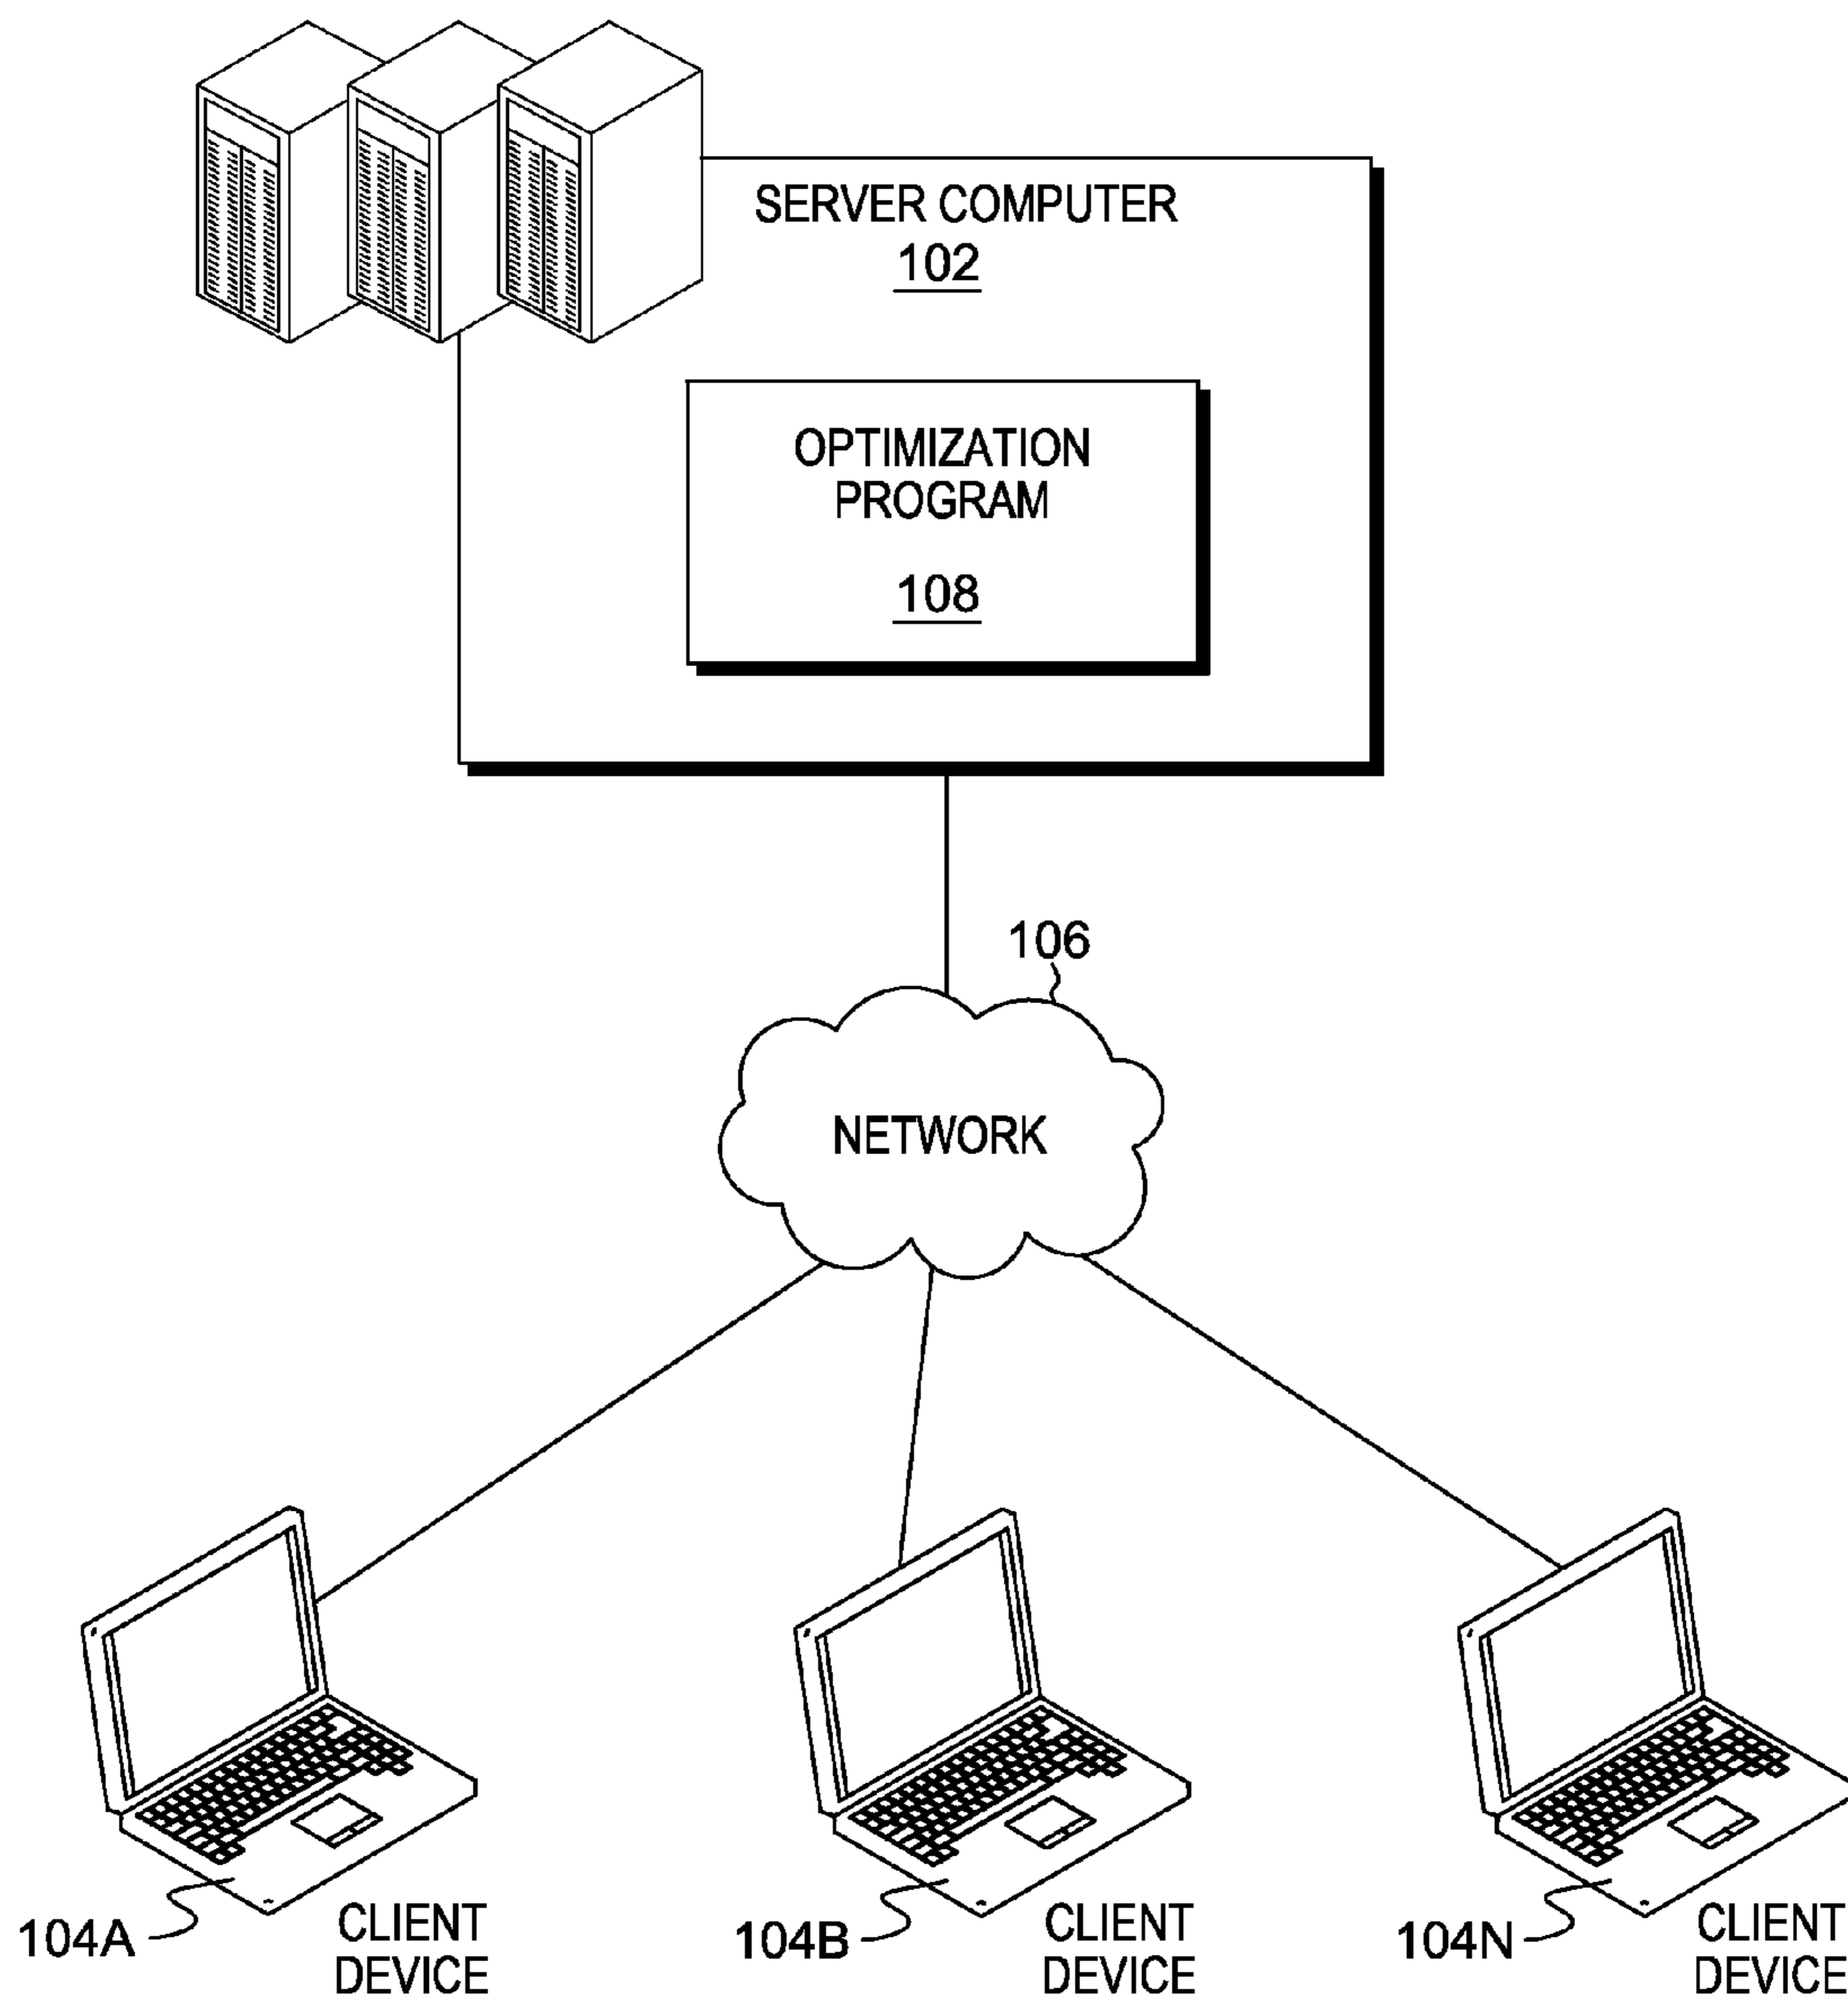 SERVER COMPUTER
102
OPTIMIZATION
PROGRAM
108
106
NETWORK
104A
CLIENT
DEVICE
104B
CLIENT
DEVICE
104N
CLIENT
DEVICE